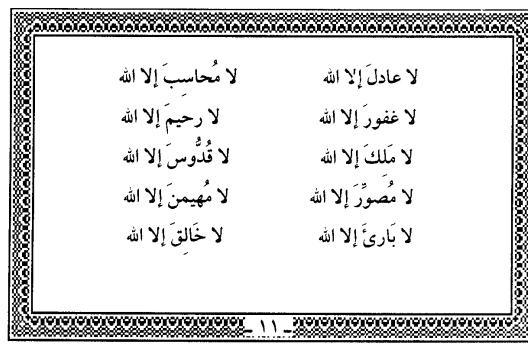 لا عادلَ إلا الله لا مُحاسِبَ إلا الله
لا غفورَ إلا الله لا رحيمَ إلا الله
لا مَلِكَ إلا الله لا قُدُّوسَ إلا الله
لا مُصوِّرَ إلا الله لا مُهيمنَ إلا الله
لا بَارئَ إلا الله لا خَالِقَ إلا الله
ـ ١١ ـ